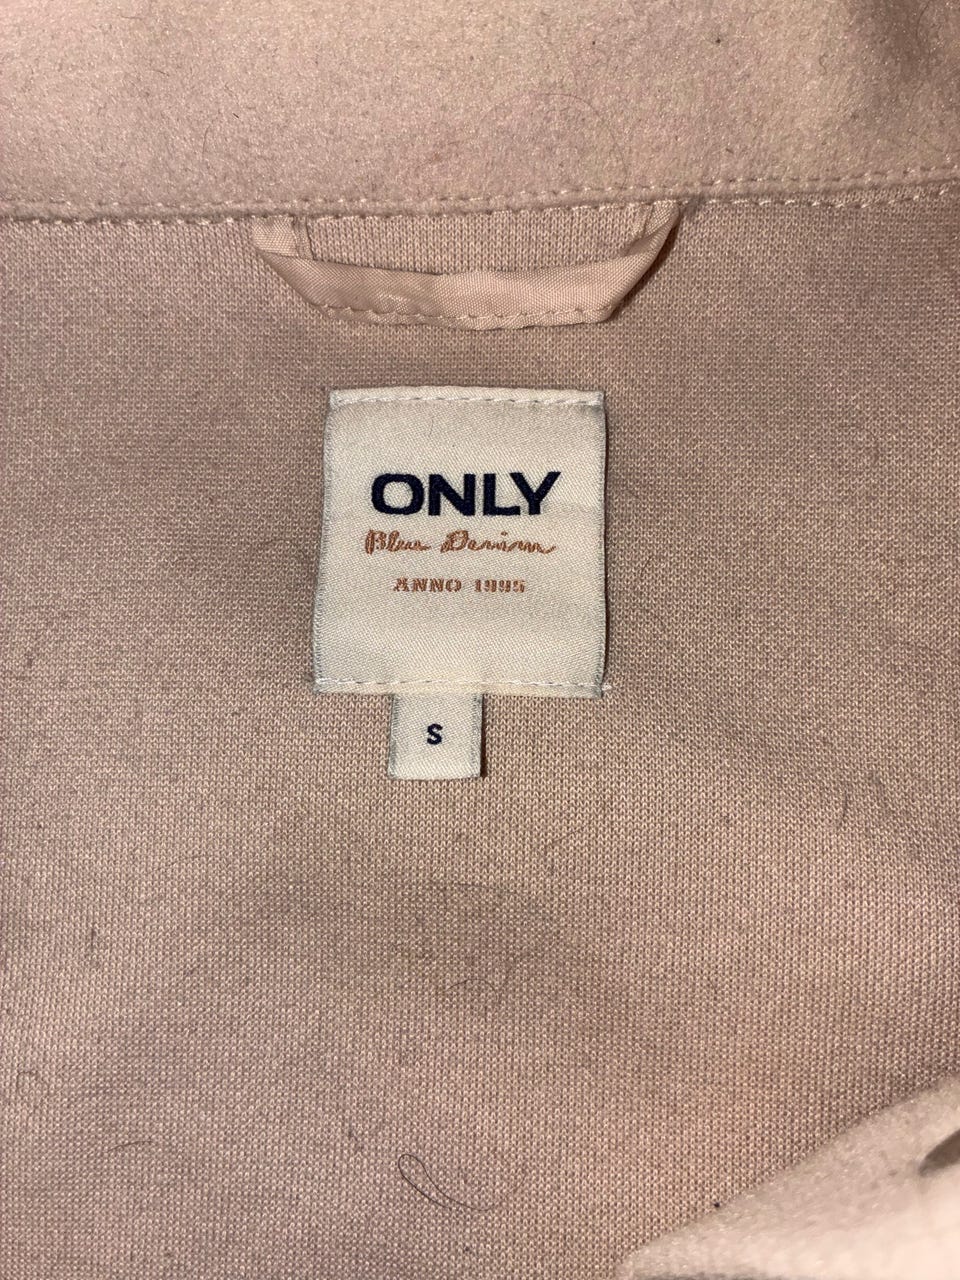 ONLY
Blue Denim
ANNO 1995
S